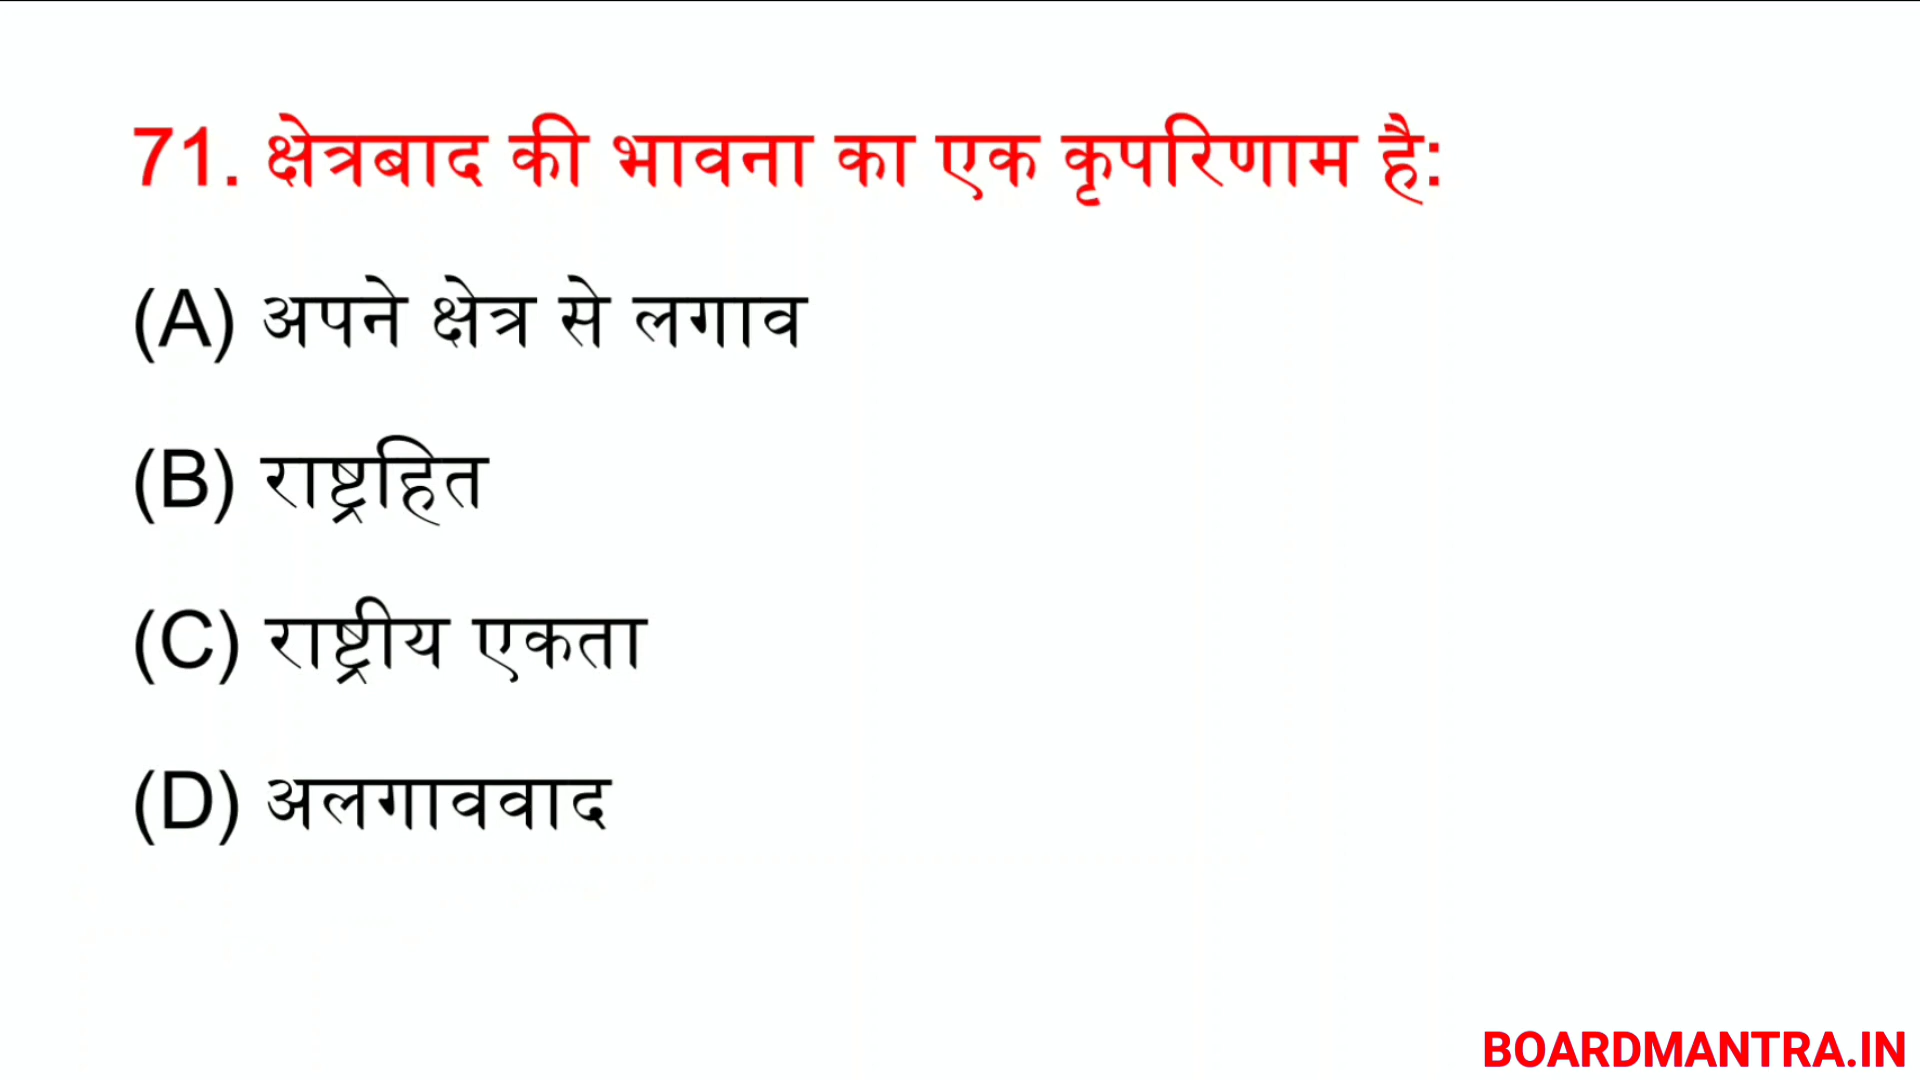 71. क्षेत्रबाद की भावना का एक कृपरिणाम है:
(A) अपने क्षेत्र से लगाव
(B) राष्ट्रहित
(C) राष्ट्रीय एकता
(D) अलगाववाद
BOARDMANTRA.IN